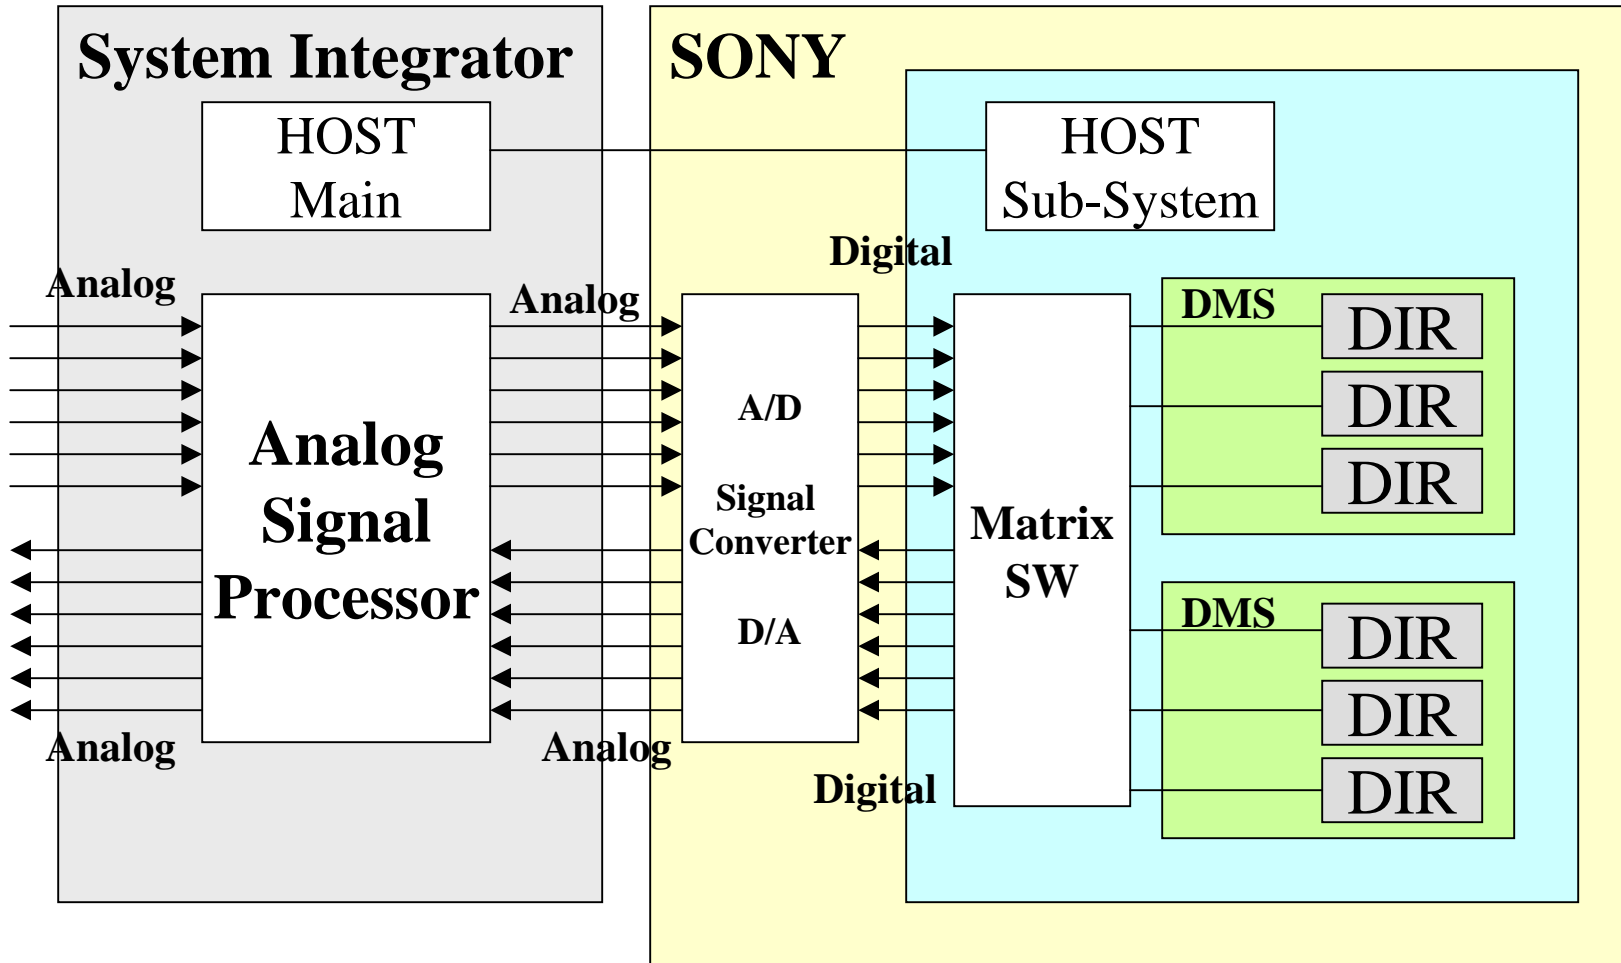 System Integrator
SONY
HOST
Main
HOST
Sub-System
Digital
Analog
Analog
DMS
DIR
DIR
DIR
A/D
Analog
Signal
Processor
Signal
Converter
Matrix
SW
D/A
DMS
DIR
DIR
DIR
Analog
Analog
Digital